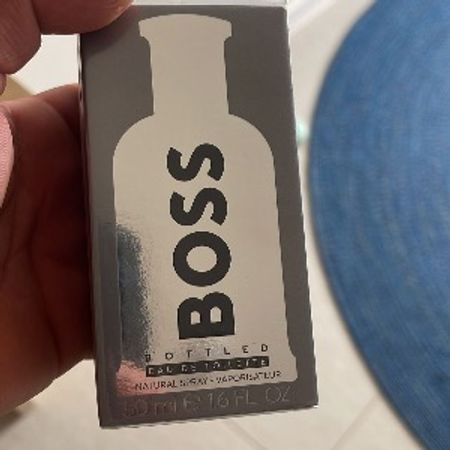 BOSS
BOTTLED
EAU DE TOILETTE
NATURAL SPRAY • VAPORISATEUR
50 ml ℮ 1.6 FL. OZ.